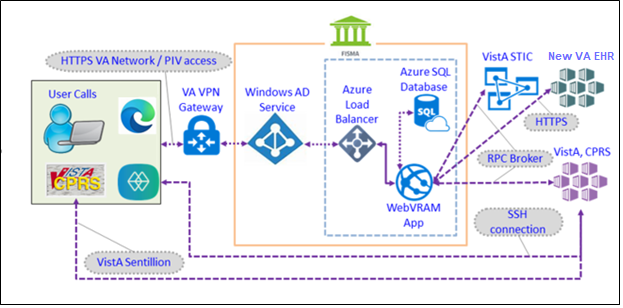 FISMA
HTTPS VA Network / PIV access
VistA STIC
New VA EHR
User Calls
VA VPN
Gateway
Windows AD
Service
Azure
Load
Balancer
Azure SQL
Database
SQL
HTTPS
RPC Broker
VistA, CPRS
VISTA
CPRS
WebVRAM
App
SSH
connection
VistA Sentillion